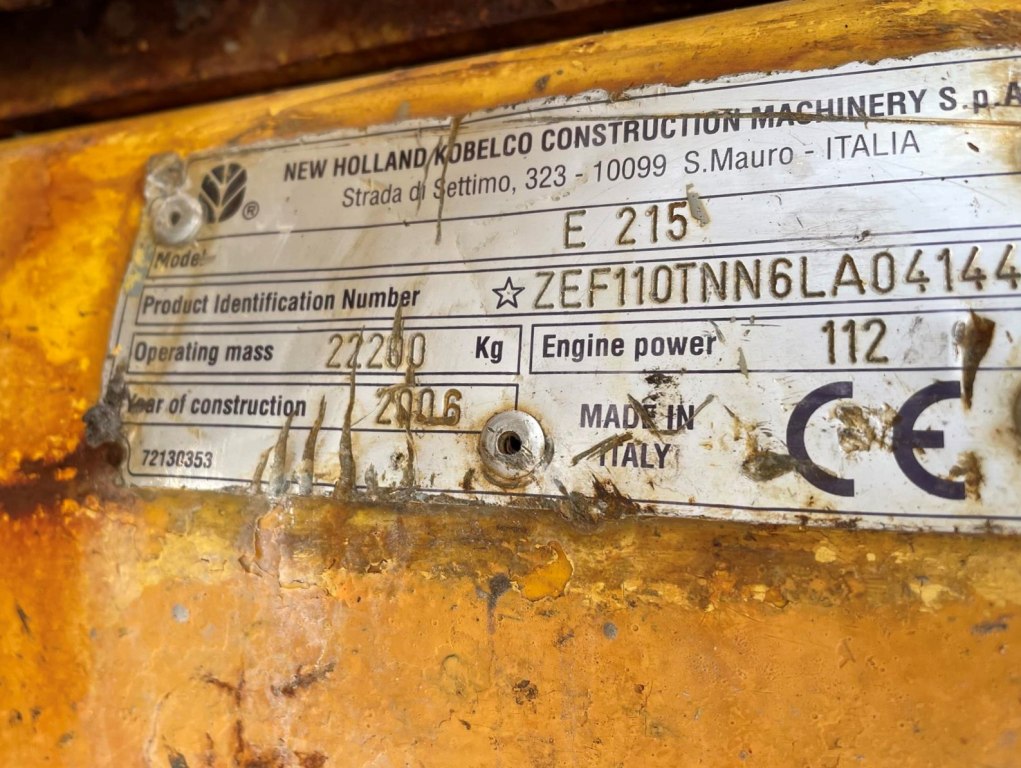 NEW HOLLAND/KOBELCO CONSTRUCTION MACHINERY S.p.A
Strada di Settimo, 323 - 10099 S.Mauro - ITALIA
®
Model E 215
Product Identification Number ☆ZEF110TNN6LA04144
Operating mass 22200 Kg Engine power 112
Year of construction 2006
MADE IN
ITALY
CE
72130353